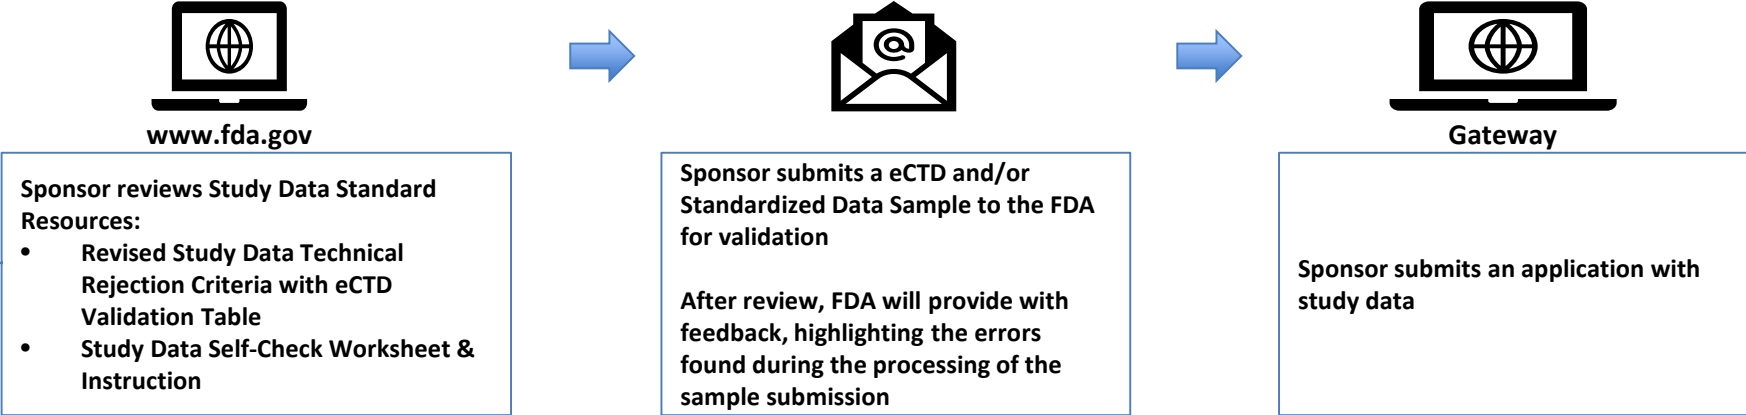 www.fda.gov
Sponsor reviews Study Data Standard
Resources:
• Revised Study Data Technical
Rejection Criteria with eCTD
Validation Table
• Study Data Self-Check Worksheet &
Instruction
@
Sponsor submits a eCTD and/or
Standardized Data Sample to the FDA
for validation
After review, FDA will provide with
feedback, highlighting the errors
found during the processing of the
sample submission
Gateway
Sponsor submits an application with
study data